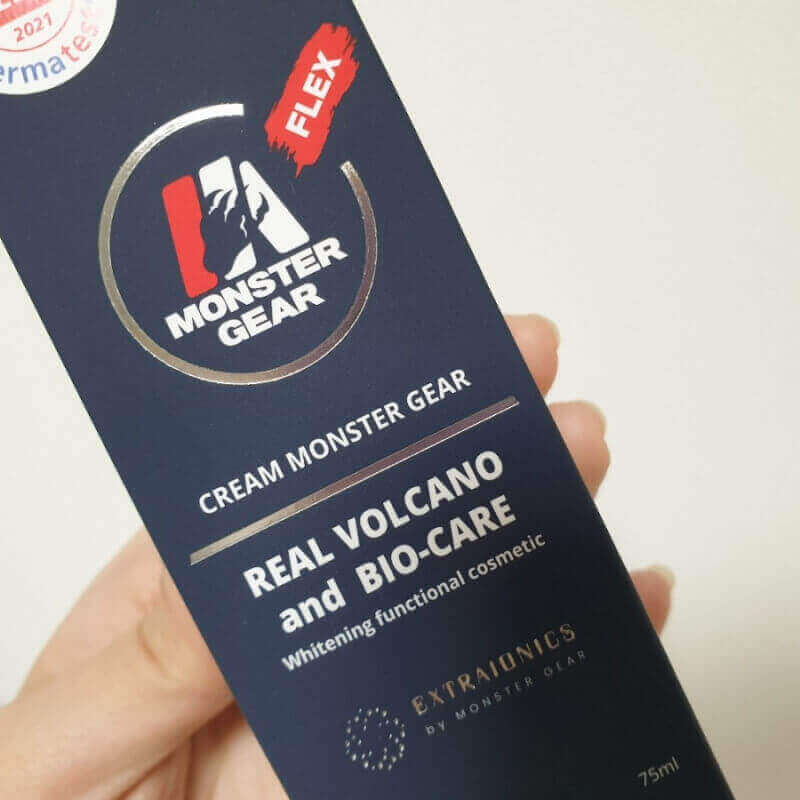 2021
FLEX
MONSTER
GEAR
CREAM MONSTER GEAR
REAL VOLCANO
and BIO-CARE
Whitening functional cosmetic
EXTRAIONICS
by MONSTER GEAR
75ml